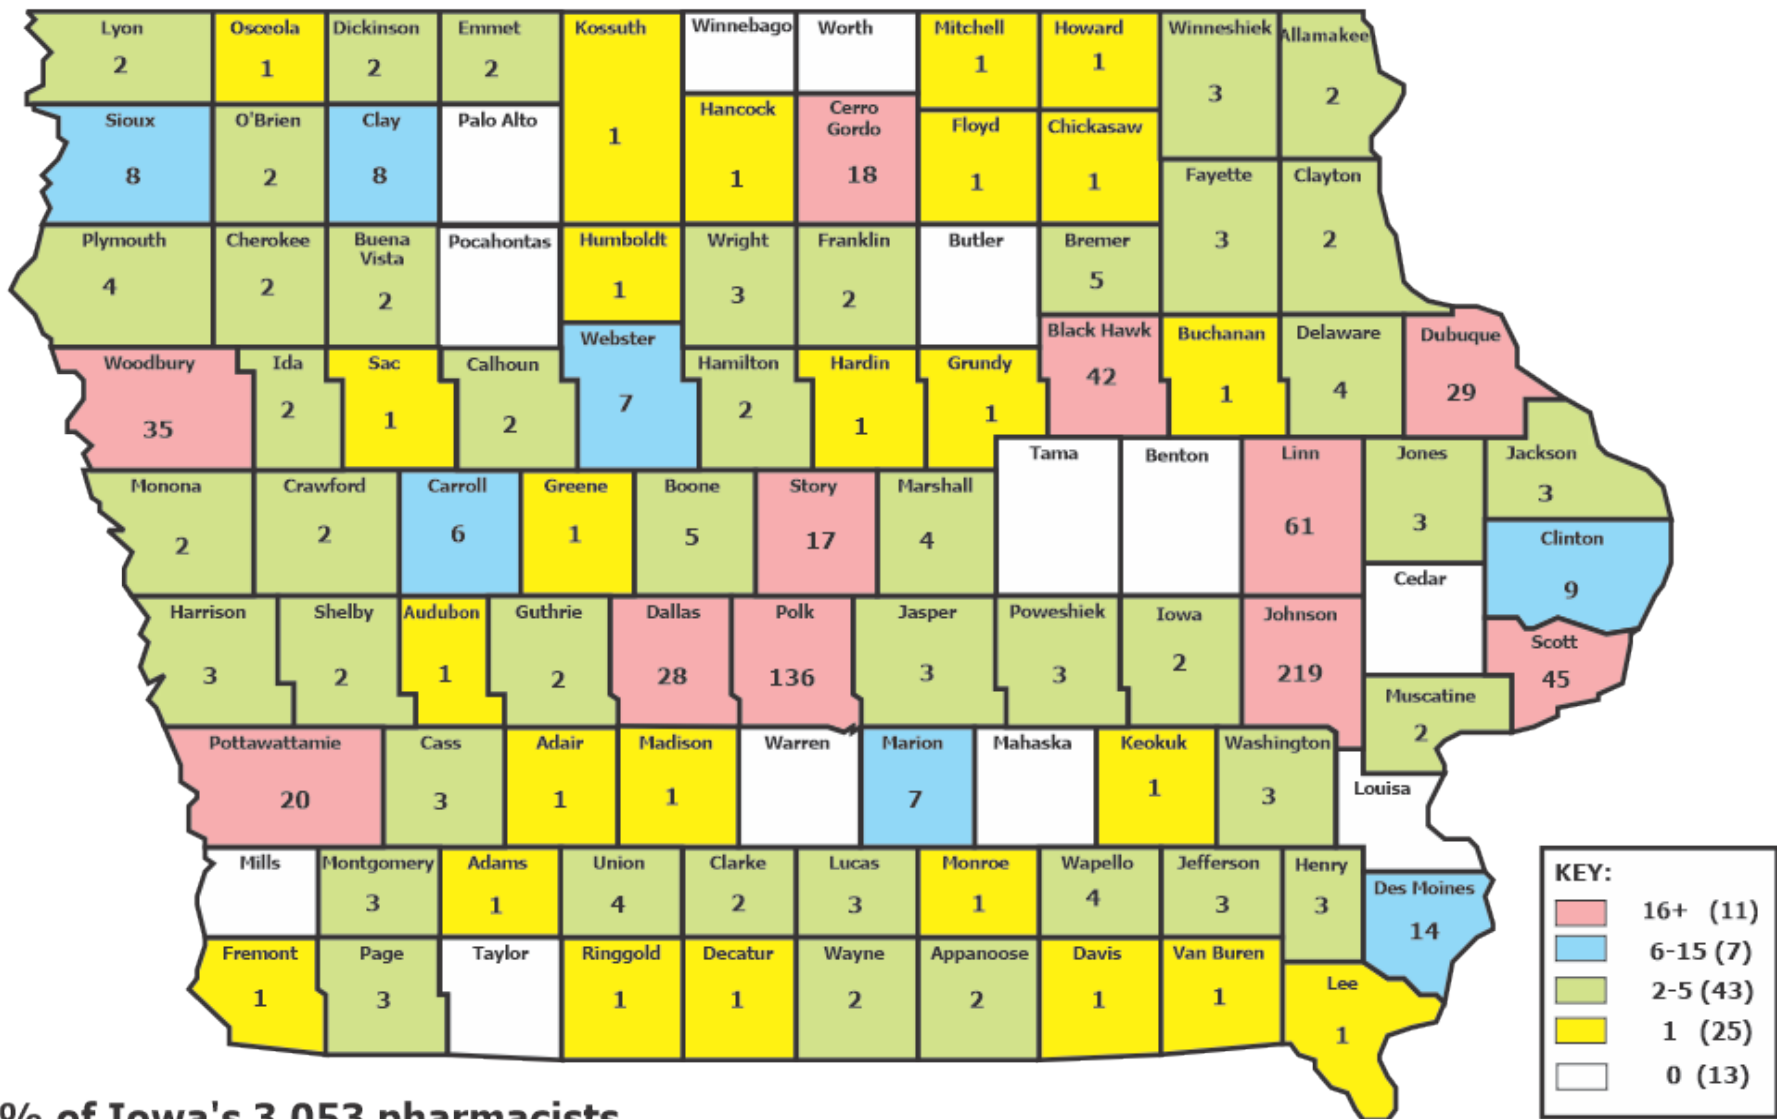 Lyon
2
Osceola
1
Dickinson
2
Emmet
2
Kossuth
1
Winnebago
Worth
Mitchell
1
Howard
1
Winneshiek
3
Allamakee
2
Sioux
8
O'Brien
2
Clay
8
Palo Alto
Hancock
1
Cerro
Gordo
18
Floyd
1
Chickasaw
1
Fayette
3
Clayton
2
Plymouth
4
Cherokee
2
Buena
Vista
2
Pocahontas
Humboldt
1
Wright
3
Franklin
2
Butler
Bremer
5
Woodbury
35
Ida
2
Sac
1
Calhoun
2
Webster
7
Hamilton
2
Hardin
1
Grundy
1
Black Hawk
42
Buchanan
1
Delaware
4
Dubuque
29
Monona
2
Crawford
2
Carroll
6
Greene
1
Boone
5
Story
17
Marshall
4
Tama
Benton
Linn
61
Jones
3
Jackson
3
Clinton
9
Cedar
Harrison
3
Shelby
2
Audubon
1
Guthrie
2
Dallas
28
Polk
136
Jasper
3
Poweshiek
3
Iowa
2
Johnson
219
Scott
45
Muscatine
2
Pottawattamie
20
Cass
3
Adair
1
Madison
1
Warren
Marion
7
Mahaska
Keokuk
1
Washington
3
Louisa
Mills
Montgomery
3
Adams
1
Union
4
Clarke
2
Lucas
3
Monroe
1
Wapello
4
Jefferson
3
Henry
3
Des Moines
14
Fremont
1
Page
3
Taylor
Ringgold
1
Decatur
1
Wayne
2
Appanoose
2
Davis
1
Van Buren
1
Lee
1
KEY:
16+ (11)
6-15 (7)
2-5 (43)
1 (25)
0 (13)
% of Iowa's 3,053 pharmacists